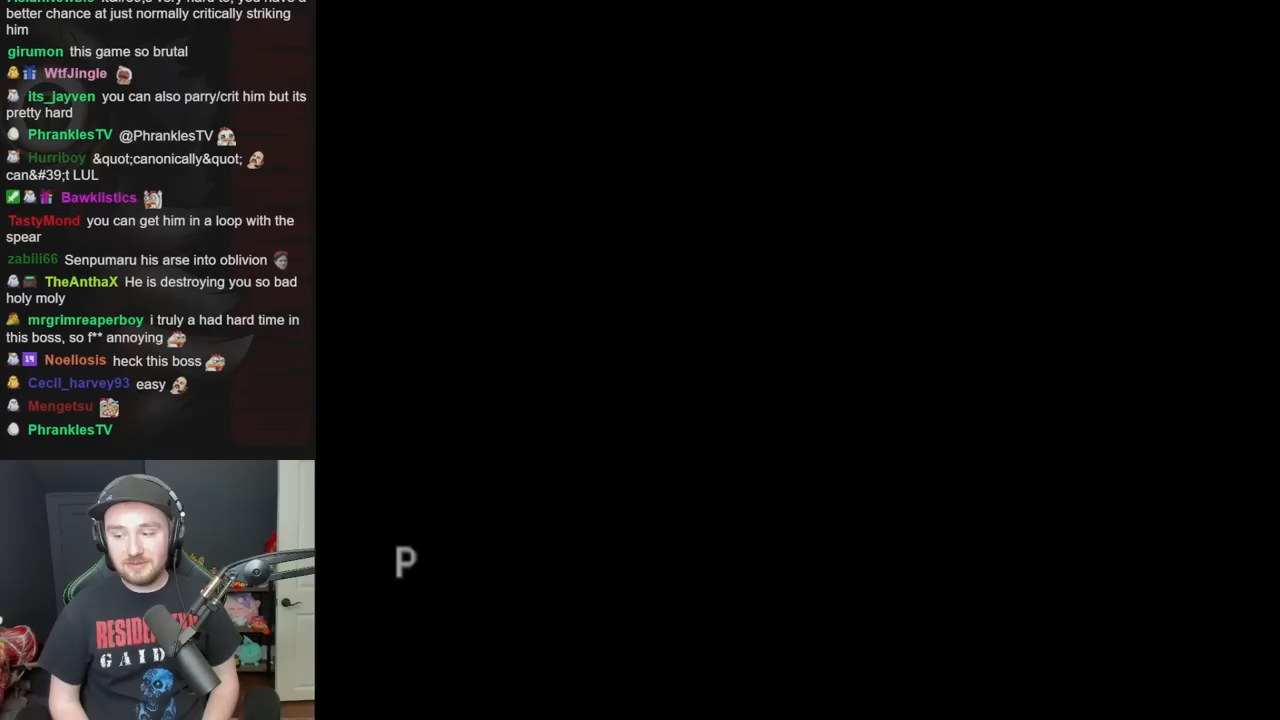 better chance at just normally critically striking
him
girumon this game so brutal
WtfJingle
its_jayven you can also parry/crit him but its
pretty hard
PhranklesTV @PhranklesTV
Hurriboy &quot;canonically&quot;
can&#39;t LUL
Bawklistics
TastyMond you can get him in a loop with the
spear
zabiii66 Senpumaru his arse into oblivion
TheAnthaX He is destroying you so bad
holy moly
mrgrimreaperboy i truly a had hard time in
this boss, so f** annoying
19 Noeliosis heck this boss
Cecil_harvey93 easy
Mengetsu
PhranklesTV
P
GAID